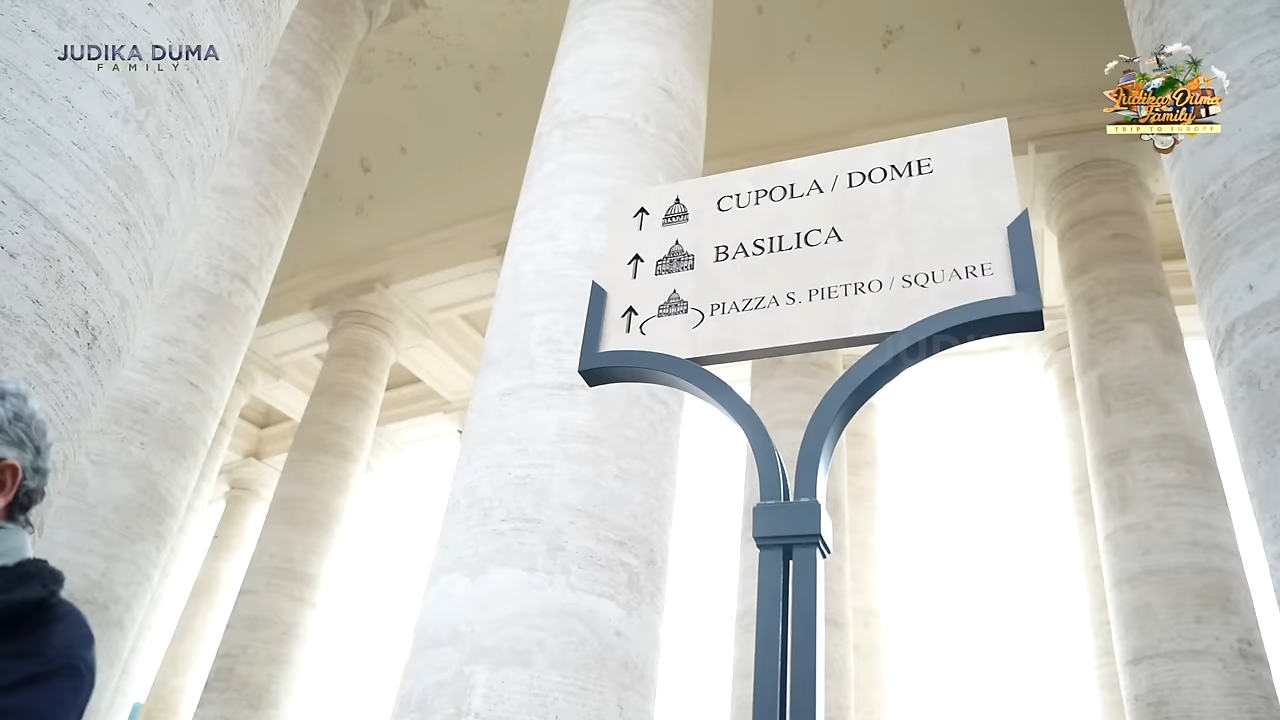 JUDIKA DUMA
FAMILY
Judika Duma
Family
TRIP TO EUROPE
CUPOLA / DOME
BASILICA
PIAZZA S. PIETRO / SQUARE